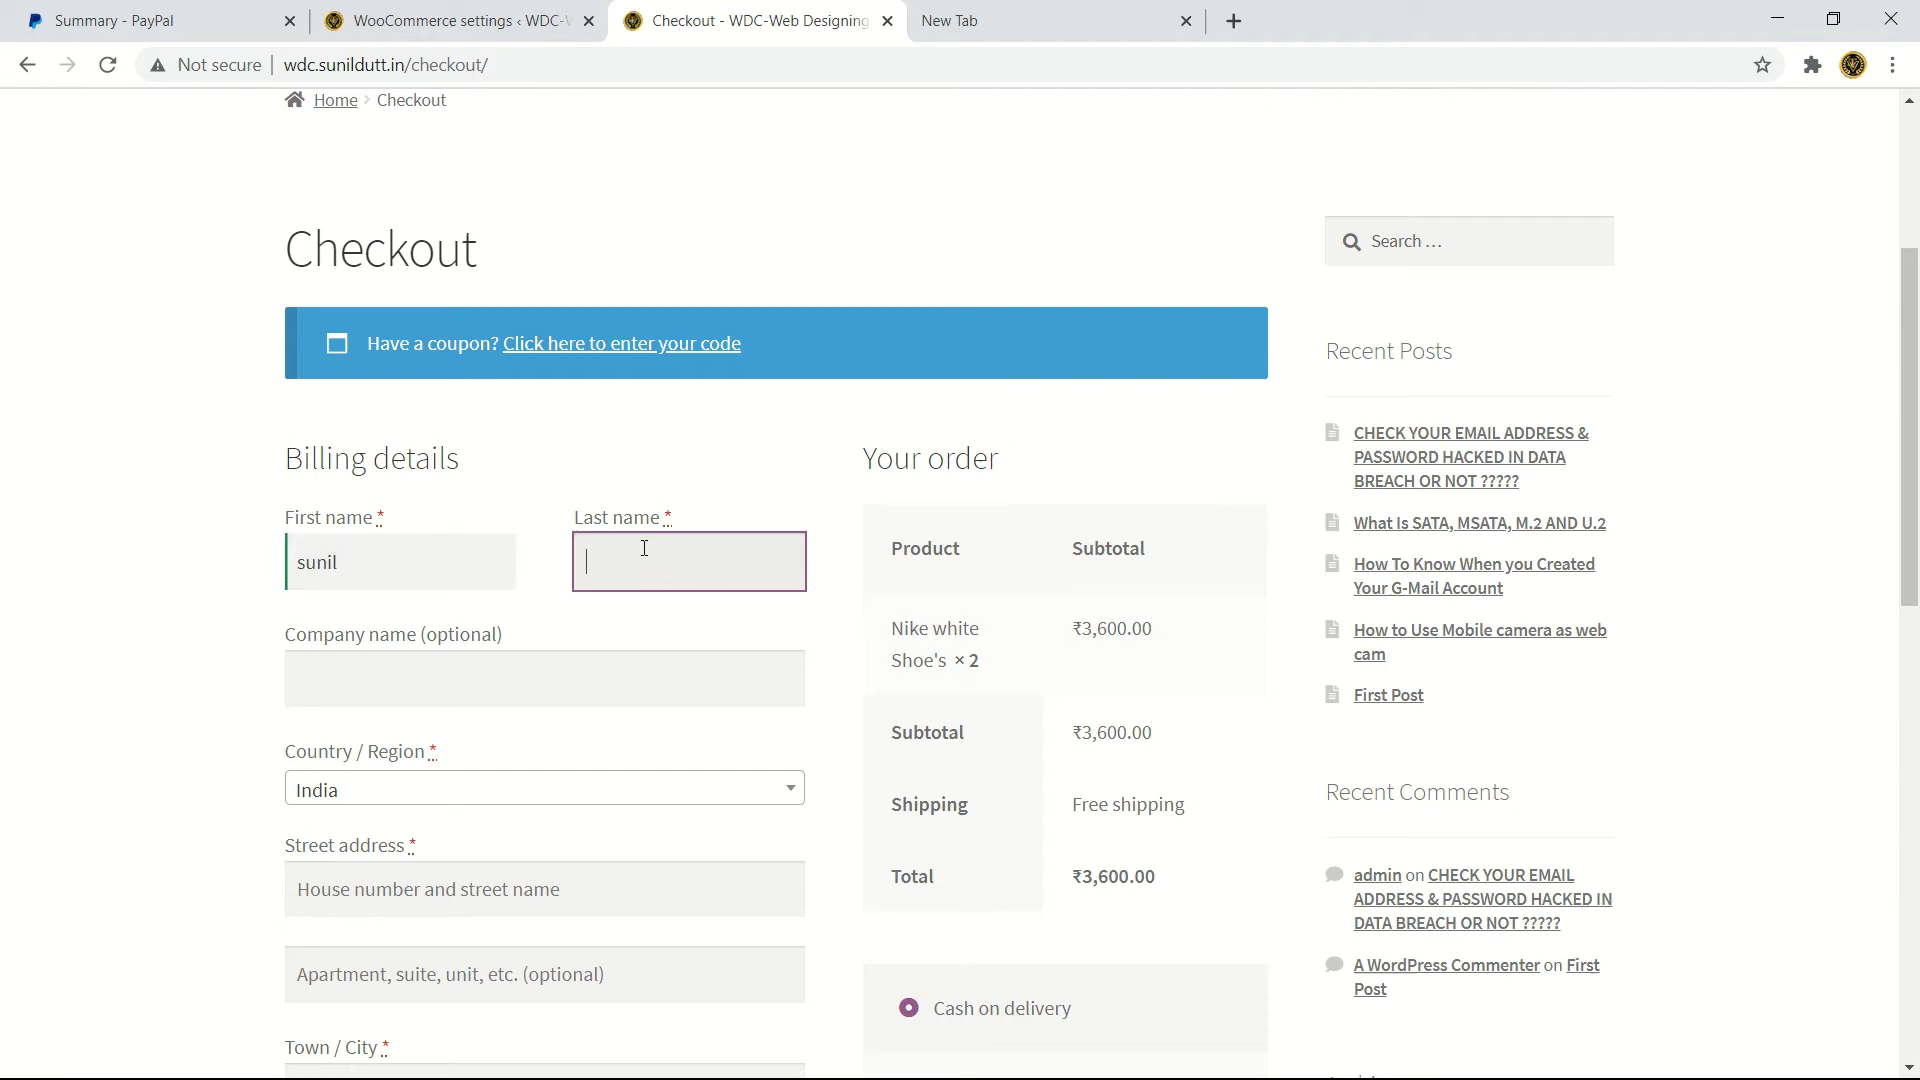 Summary - PayPal
WooCommerce settings ‹ WDC-W
Checkout - WDC-Web Designing
New Tab
Not secure
wdc.sunildutt.in/checkout/
Home
Checkout
Checkout
Search …
Have a coupon? Click here to enter your code
Recent Posts
CHECK YOUR EMAIL ADDRESS &
PASSWORD HACKED IN DATA
BREACH OR NOT ?????
What Is SATA, MSATA, M.2 AND U.2
How To Know When you Created
Your G-Mail Account
How to Use Mobile camera as web
cam
First Post
Billing details
First name *
Last name *
sunil
Company name (optional)
Country / Region *
India
Street address *
House number and street name
Apartment, suite, unit, etc. (optional)
Town / City *
Your order
Product
Subtotal
Nike white
Shoe's × 2
₹3,600.00
Subtotal
₹3,600.00
Shipping
Free shipping
Total
₹3,600.00
Cash on delivery
Recent Comments
admin on CHECK YOUR EMAIL
ADDRESS & PASSWORD HACKED IN
DATA BREACH OR NOT ?????
A WordPress Commenter on First
Post